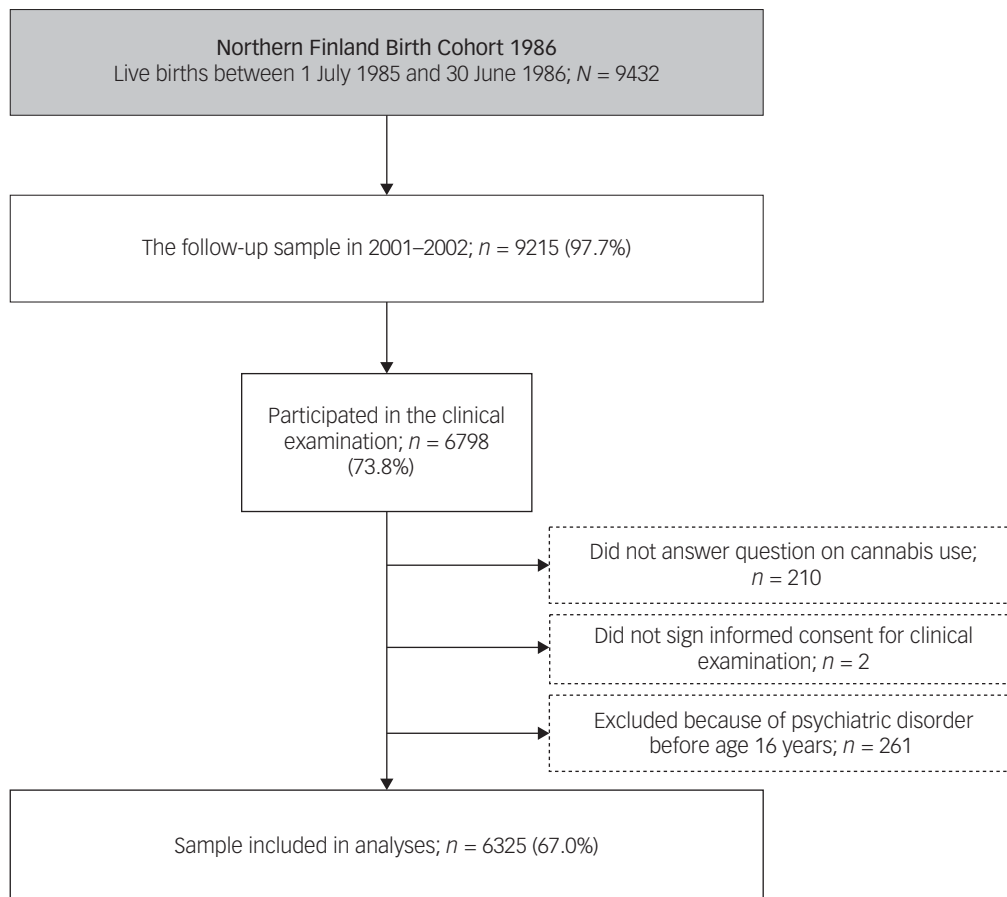 Northern Finland Birth Cohort 1986
Live births between 1 July 1985 and 30 June 1986; N = 9432
The follow-up sample in 2001–2002; n = 9215 (97.7%)
Participated in the clinical
examination; n = 6798
(73.8%)
Did not answer question on cannabis use;
n = 210
Did not sign informed consent for clinical
examination; n = 2
Excluded because of psychiatric disorder
before age 16 years; n = 261
Sample included in analyses; n = 6325 (67.0%)